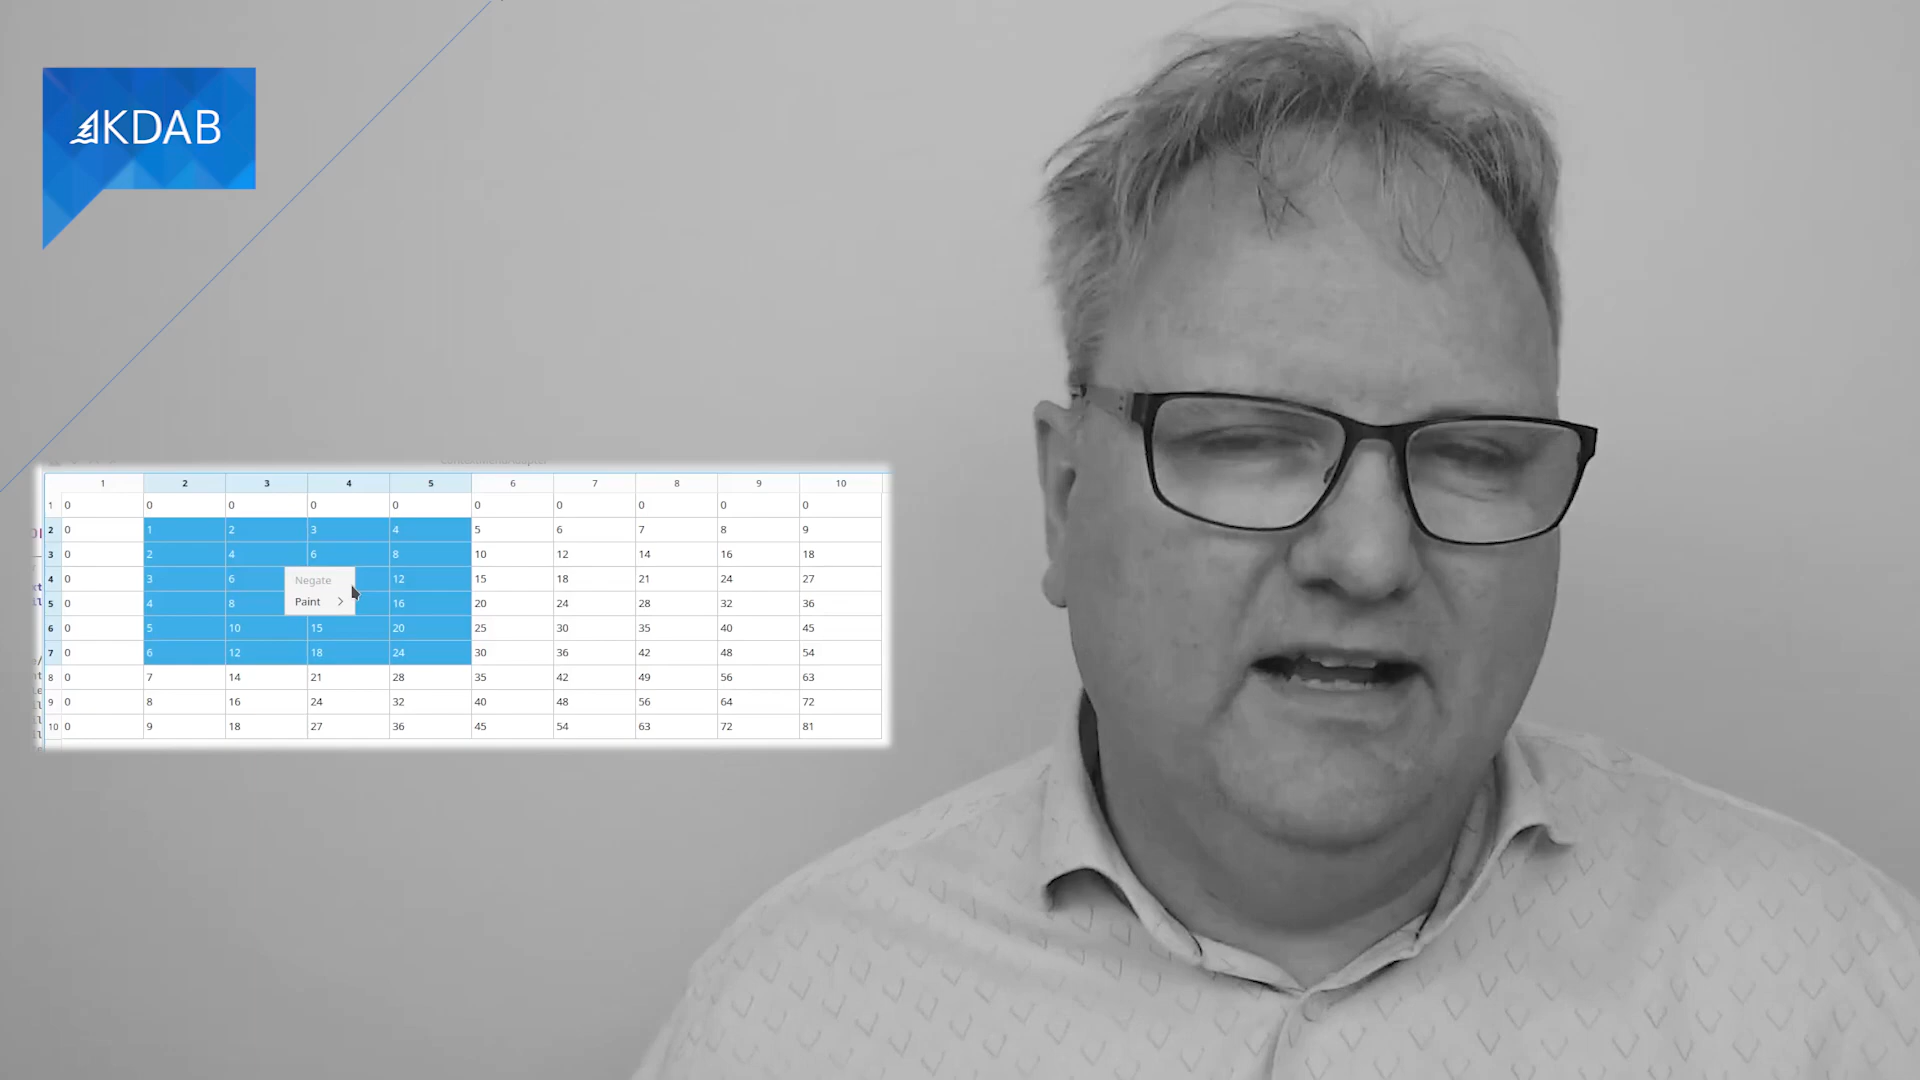 KDAB
1 2 3 4 5 6 7 8 9 10
1 0 0 0 0 0 0 0 0 0 0
2 0 1 2 3 4 5 6 7 8 9
3 0 2 4 6 8 10 12 14 16 18
4 0 3 6 12 15 18 21 24 27
Negate
5 0 4 8 16 20 24 28 32 36
Paint >
6 0 5 10 15 20 25 30 35 40 45
7 0 6 12 18 24 30 36 42 48 54
8 0 7 14 21 28 35 42 49 56 63
9 0 8 16 24 32 40 48 56 64 72
10 0 9 18 27 36 45 54 63 72 81